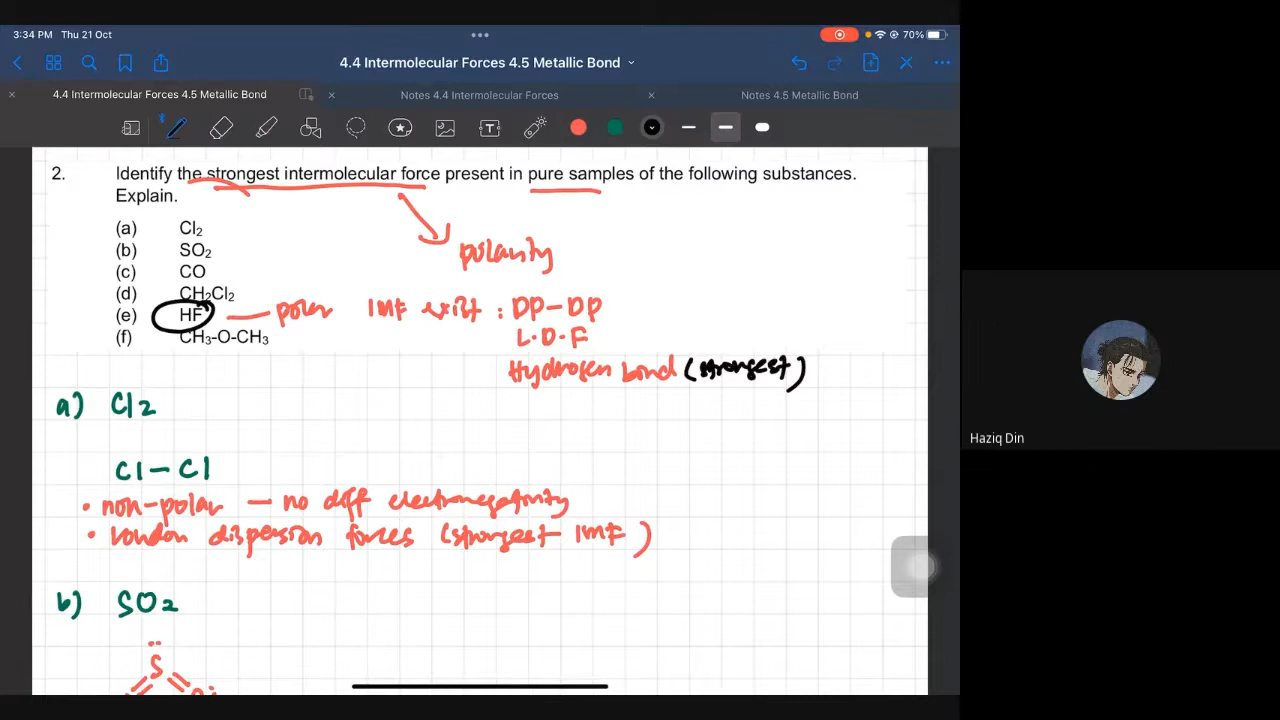 3:34 PM Thu 21 Oct
70%
4.4 Intermolecular Forces 4.5 Metallic Bond
4.4 Intermolecular Forces 4.5 Metallic Bond
Notes 4.4 Intermolecular Forces
Notes 4.5 Metallic Bond
2. Identify the strongest intermolecular force present in pure samples of the following substances.
Explain.
(a) Cl₂
(b) SO₂
polarity
(c) CO
(d) CH₂Cl₂
(e) HF — polar IMF exist : DP-DP
L.D.F
(f) CH₃-O-CH₃
Hydrogen bond (strongest)
a) Cl₂
Cl - Cl
• non-polar — no diff electronegativity
• London dispersion forces (strongest IMF)
b) SO₂
S
Haziq Din